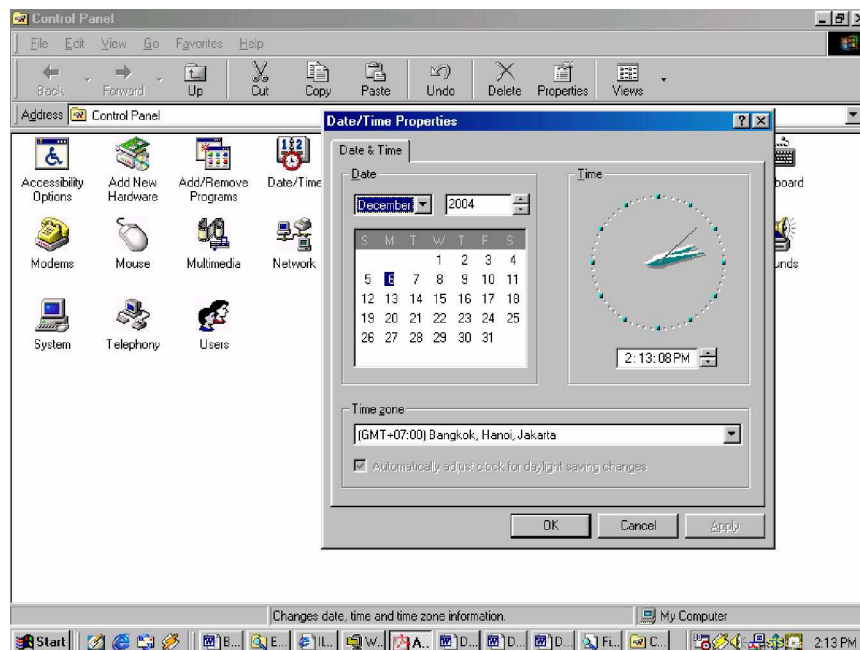 Control Panel
File Edit View Go Favorites Help
Back Forward Up Cut Copy Paste Undo Delete Properties Views
Address Control Panel
Accessibility Options
Add New Hardware
Add/Remove Programs
Date/Time
board
Modems
Mouse
Multimedia
Network
unds
System
Telephony
Users
Date/Time Properties
Date & Time
Date
December 2004
S M T W T F S
1 2 3 4
5 6 7 8 9 10 11
12 13 14 15 16 17 18
19 20 21 22 23 24 25
26 27 28 29 30 31
Time
2:13:08 PM
Time zone
(GMT+07:00) Bangkok, Hanoi, Jakarta
Automatically adjust clock for daylight saving changes
OK Cancel Apply
Changes date, time and time zone information. My Computer
Start B... E... IL... W... A... D... D... D... Fi... C... 2:13 PM